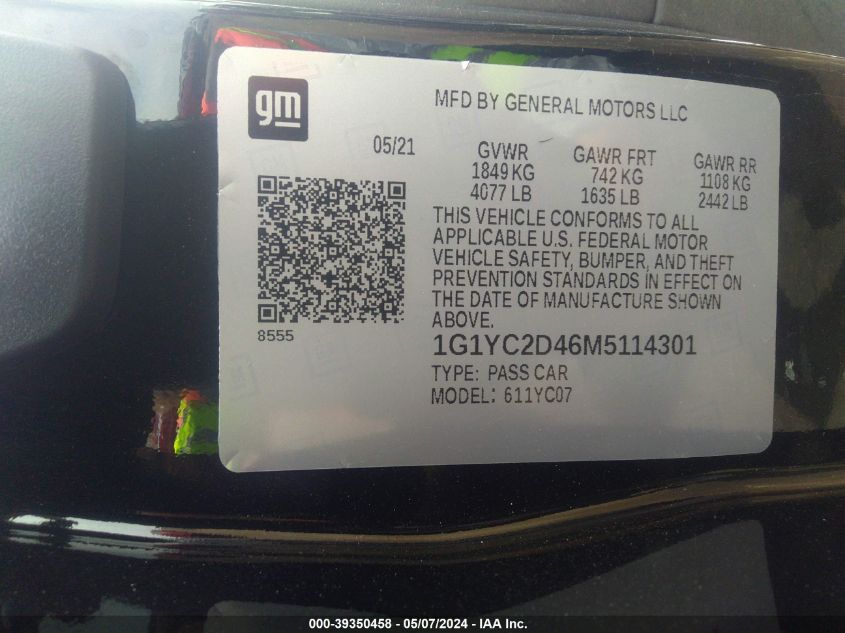 gm
MFD BY GENERAL MOTORS LLC
05/21
GVWR GAWR FRT GAWR RR
1849 KG 742 KG 1108 KG
4077 LB 1635 LB 2442 LB
THIS VEHICLE CONFORMS TO ALL
APPLICABLE U.S. FEDERAL MOTOR
VEHICLE SAFETY, BUMPER, AND THEFT
PREVENTION STANDARDS IN EFFECT ON
THE DATE OF MANUFACTURE SHOWN
ABOVE.
8555
1G1YC2D46M5114301
TYPE: PASS CAR
MODEL: 611YC07
000-39350458 - 05/07/2024 - IAA Inc.